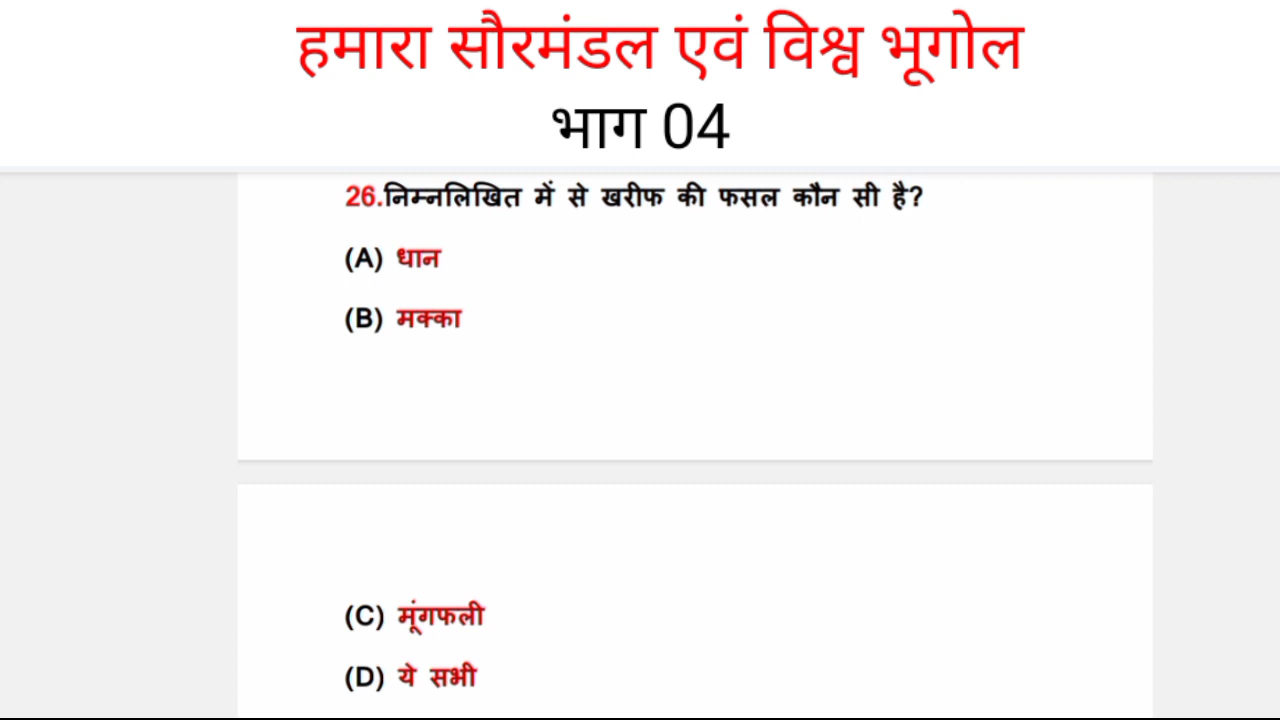 हमारा सौरमंडल एवं विश्व भूगोल
भाग 04
26.निम्नलिखित में से खरीफ की फसल कौन सी है?
(A) धान
(B) मक्का
(C) मूंगफली
(D) ये सभी